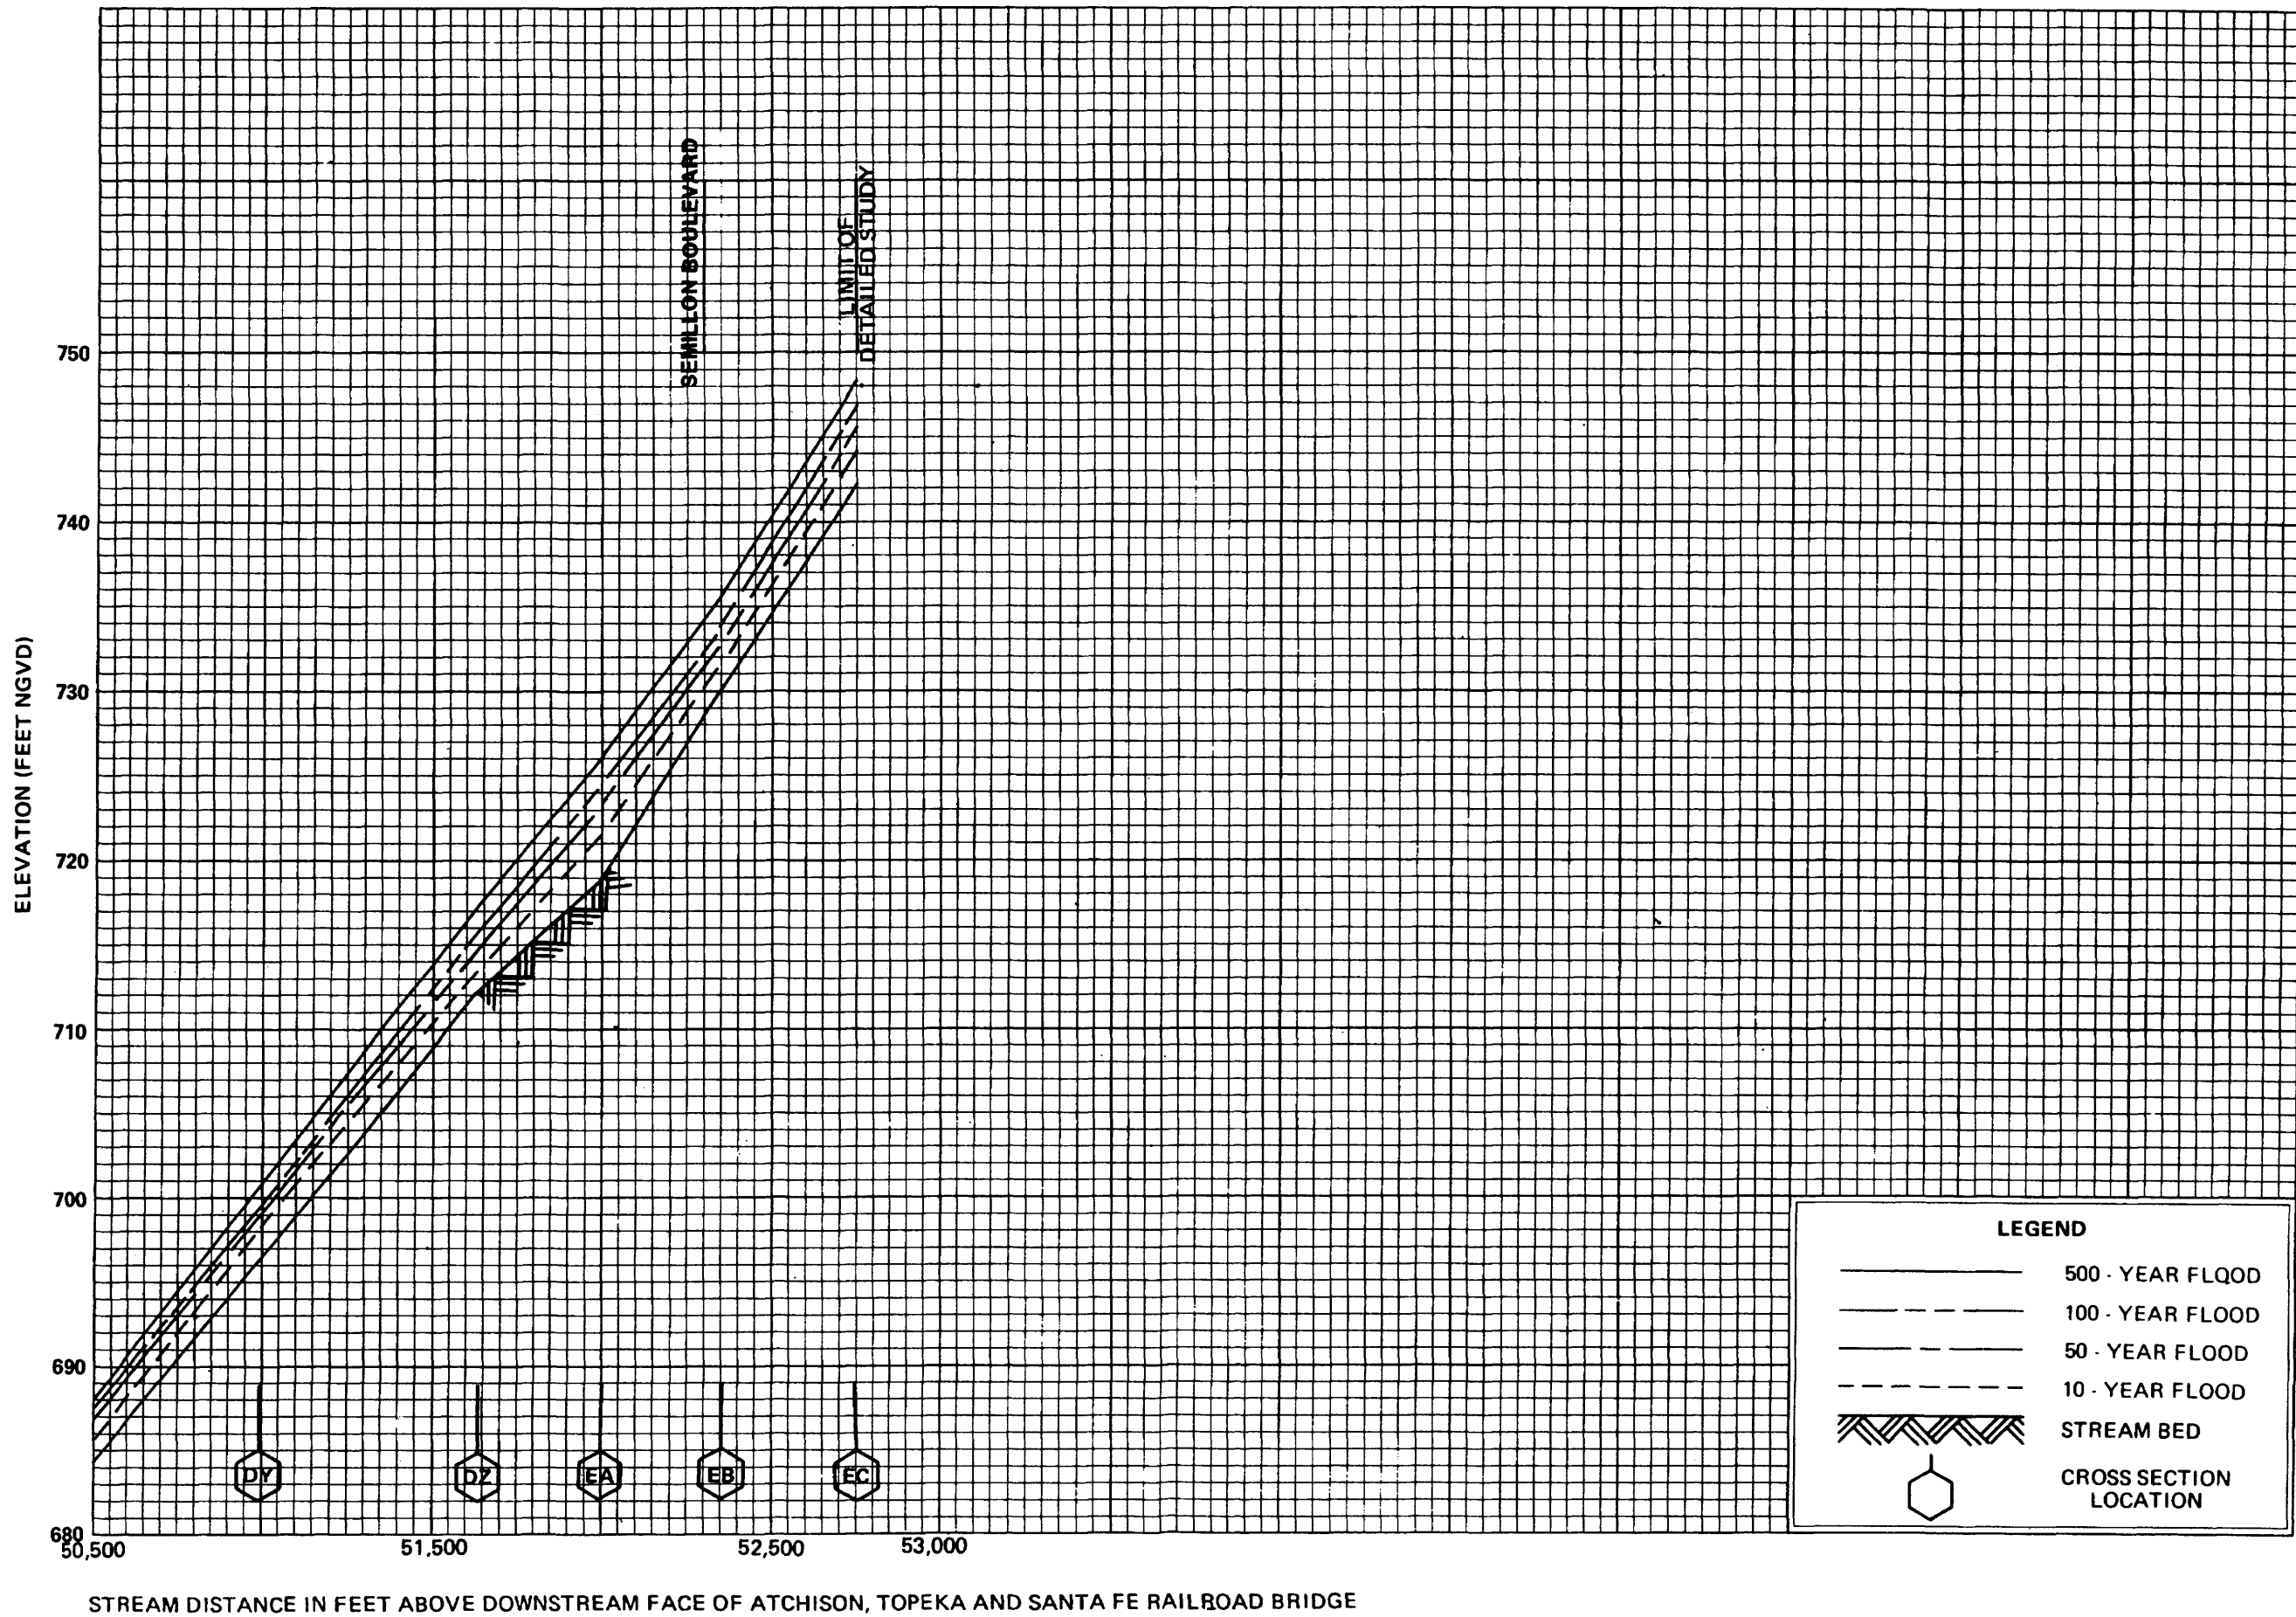 SEMILLON BOULEVARD
LIMIT OF
DETAILED STUDY
ELEVATION (FEET NGVD)
750
740
730
720
710
700
690
680
50,500
51,500
52,500
53,000
DY
DZ
EA
EB
EC
LEGEND
500 - YEAR FLOOD
100 - YEAR FLOOD
50 - YEAR FLOOD
10 - YEAR FLOOD
STREAM BED
CROSS SECTION
LOCATION
STREAM DISTANCE IN FEET ABOVE DOWNSTREAM FACE OF ATCHISON, TOPEKA AND SANTA FE RAILROAD BRIDGE